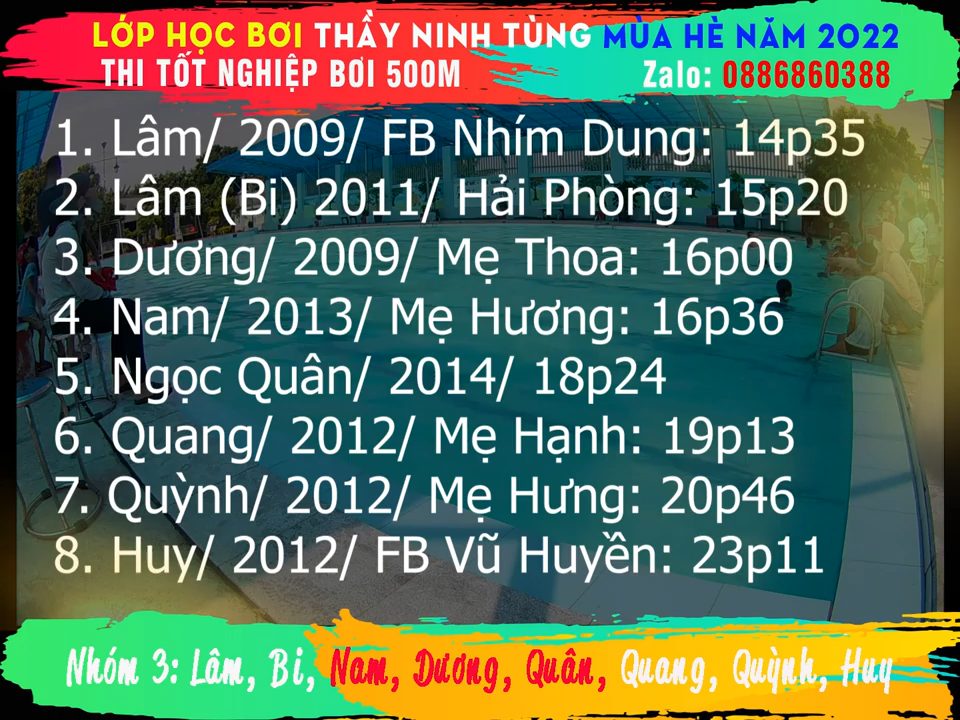 LỚP HỌC BƠI THẦY NINH TÙNG MÙA HÈ NĂM 2022
THI TỐT NGHIỆP BƠI 500M Zalo: 0886860388
1. Lâm/ 2009/ FB Nhím Dung: 14p35
2. Lâm (Bi) 2011/ Hải Phòng: 15p20
3. Dương/ 2009/ Mẹ Thoa: 16p00
4. Nam/ 2013/ Mẹ Hương: 16p36
5. Ngọc Quân/ 2014/ 18p24
6. Quang/ 2012/ Mẹ Hạnh: 19p13
7. Quỳnh/ 2012/ Mẹ Hưng: 20p46
8. Huy/ 2012/ FB Vũ Huyền: 23p11
Nhóm 3: Lâm, Bi, Nam, Dương, Quân, Quang, Quỳnh, Huy